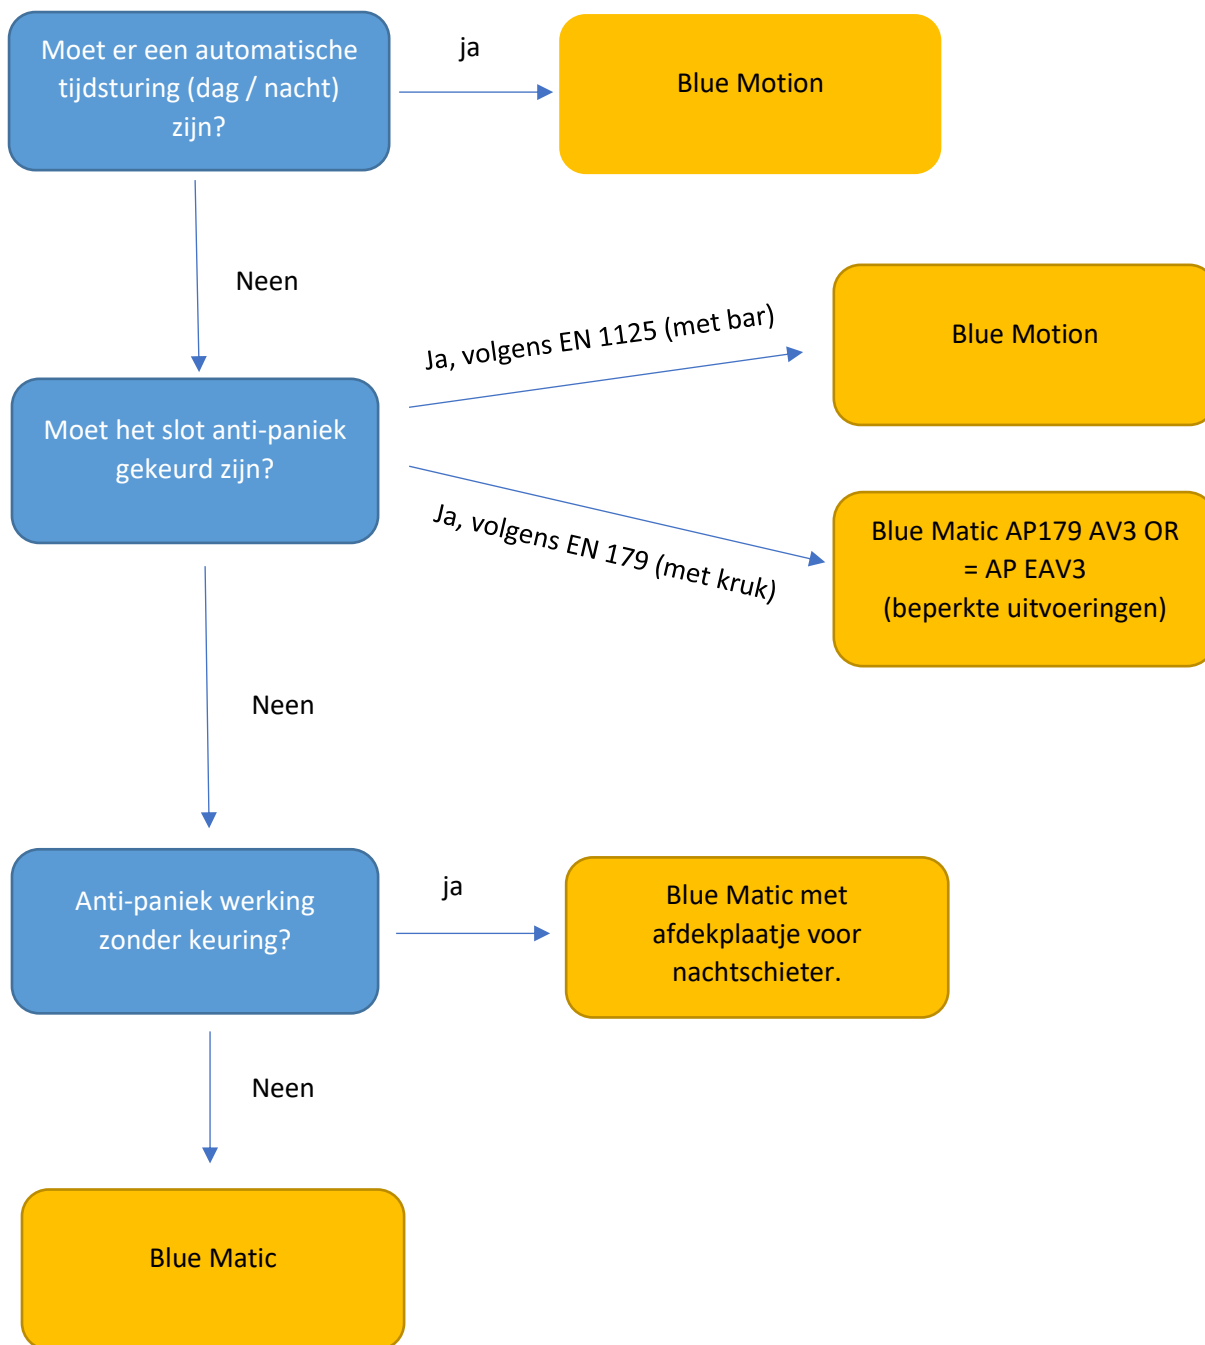 Moet er een automatische
tijdsturing (dag / nacht)
zijn?
ja
Blue Motion
Neen
Moet het slot anti-paniek
gekeurd zijn?
Ja, volgens EN 1125 (met bar)
Blue Motion
Ja, volgens EN 179 (met kruk)
Blue Matic AP179 AV3 OR
= AP EAV3
(beperkte uitvoeringen)
Neen
Anti-paniek werking
zonder keuring?
ja
Blue Matic met
afdekplaatje voor
nachtschieter.
Neen
Blue Matic